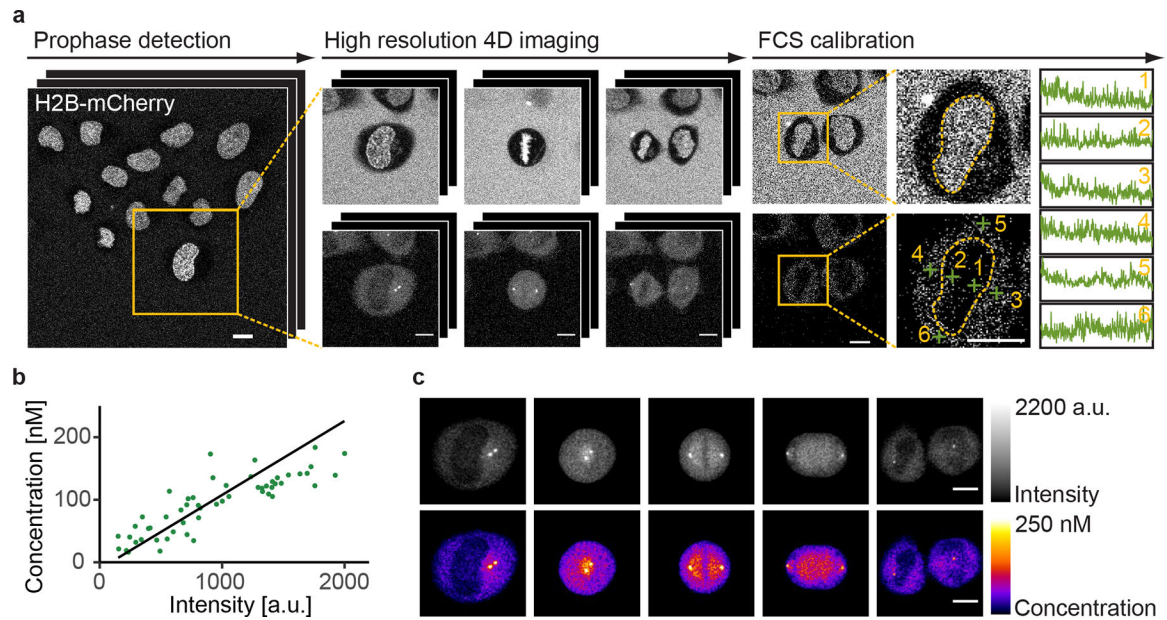 a
Prophase detection
High resolution 4D imaging
FCS calibration
H2B-mCherry
1
2
3
4
5
6
5
4
2
1
3
6
b
c
Concentration [nM]
200
100
0
0
1000
2000
Intensity [a.u.]
2200 a.u.
Intensity
250 nM
Concentration